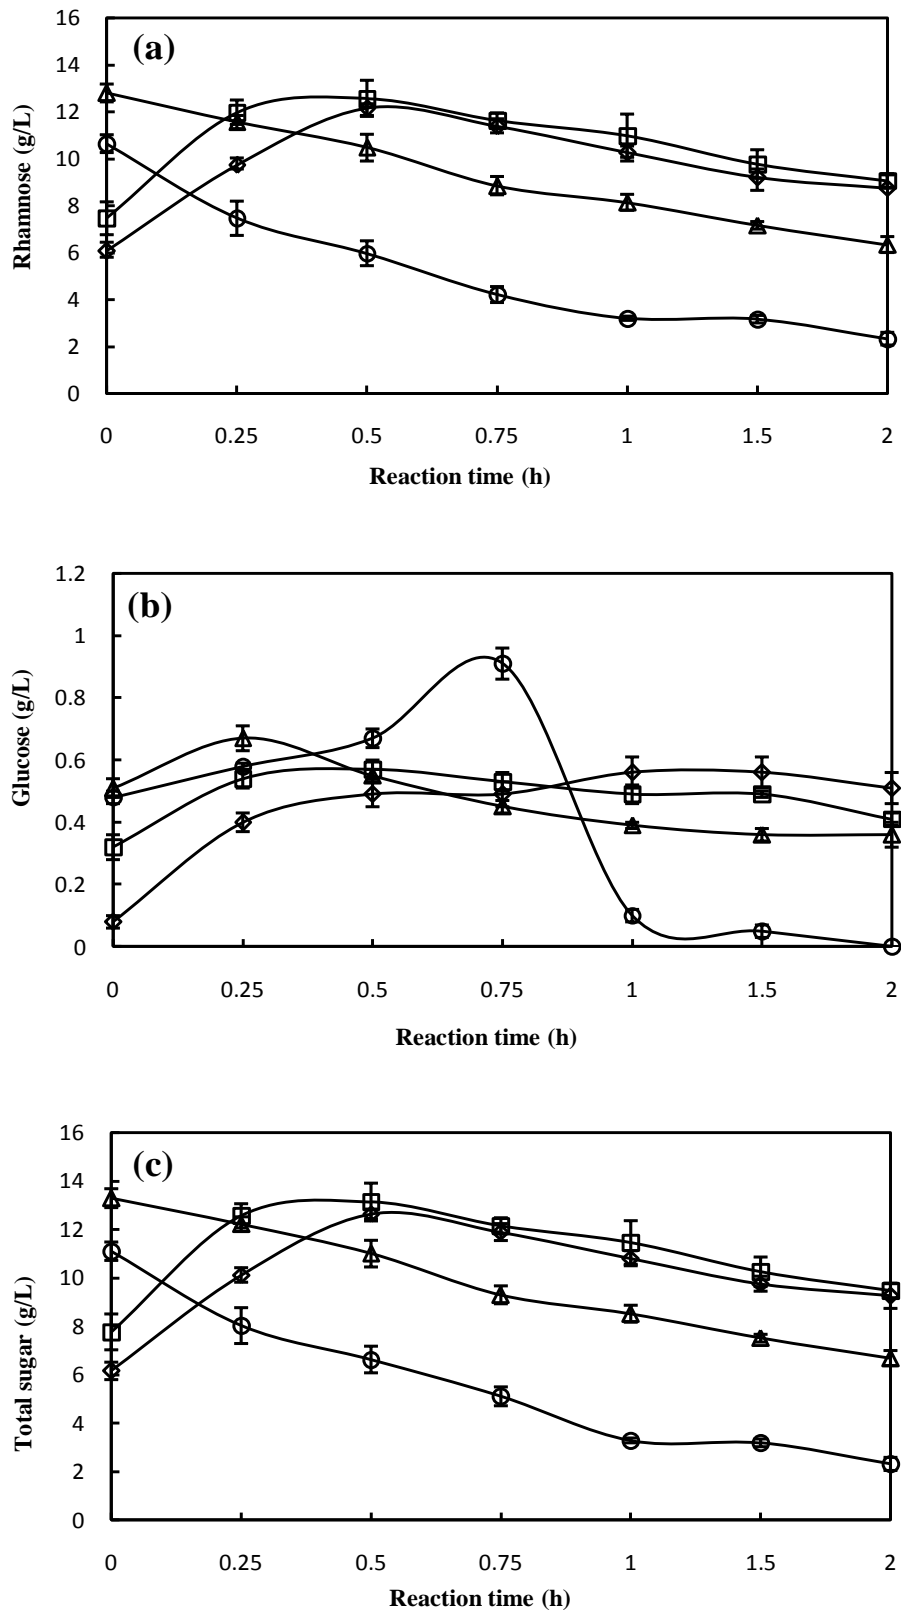 16
(a)
14
12
10
8
6
4
2
0
Rhamnose (g/L)
0 0.25 0.5 0.75 1 1.5 2
Reaction time (h)
1.2
(b)
1
0.8
0.6
0.4
0.2
0
Glucose (g/L)
0 0.25 0.5 0.75 1 1.5 2
Reaction time (h)
16
(c)
14
12
10
8
6
4
2
0
Total sugar (g/L)
0 0.25 0.5 0.75 1 1.5 2
Reaction time (h)